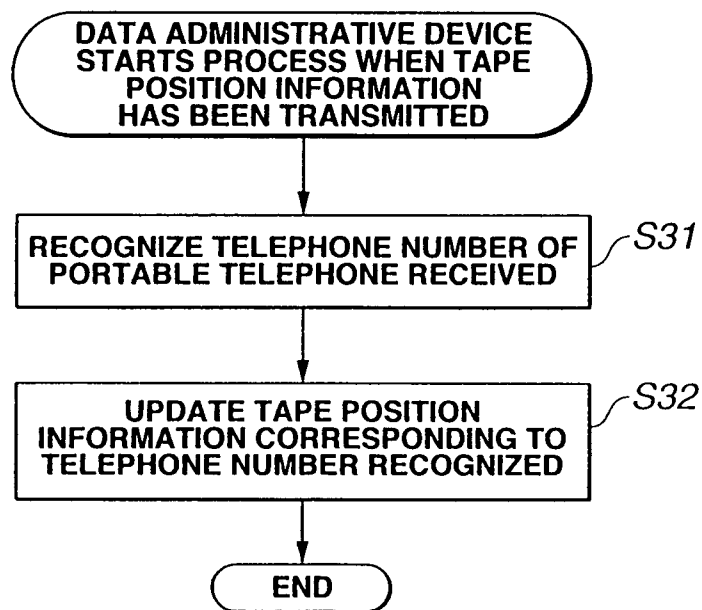 DATA ADMINISTRATIVE DEVICE
STARTS PROCESS WHEN TAPE
POSITION INFORMATION
HAS BEEN TRANSMITTED
RECOGNIZE TELEPHONE NUMBER OF
PORTABLE TELEPHONE RECEIVED
S31
UPDATE TAPE POSITION
INFORMATION CORRESPONDING TO
TELEPHONE NUMBER RECOGNIZED
S32
END